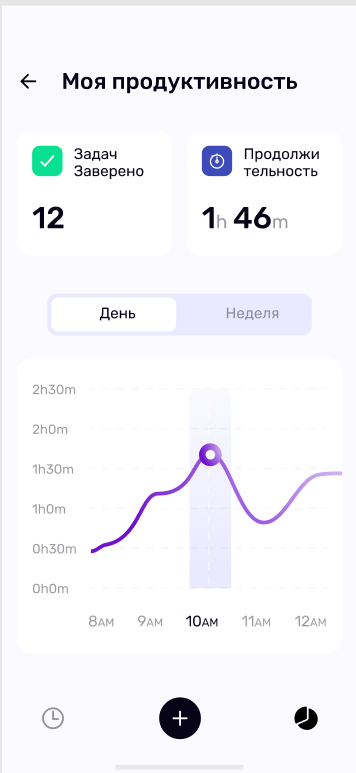 Моя продуктивность
Задач
Заверено
12
Продолжи
тельность
1h 46m
День
Неделя
2h30m
2h0m
1h30m
1h0m
0h30m
0h0m
8AM 9AM 10AM 11AM 12AM